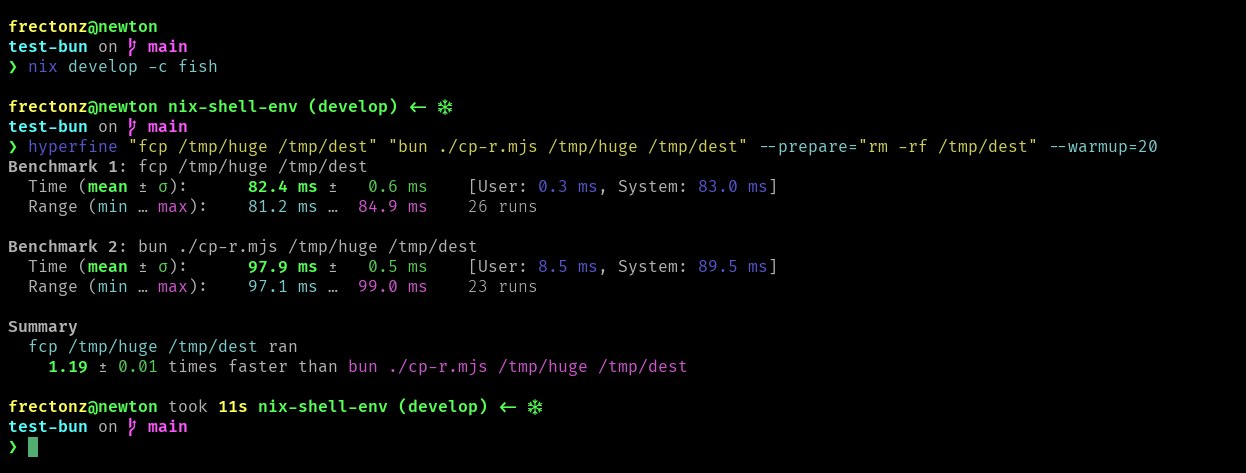 frectonz@newton
test-bun on main
❯ nix develop -c fish
frectonz@newton nix-shell-env (develop) ← ❄
test-bun on main
❯ hyperfine "fcp /tmp/huge /tmp/dest" "bun ./cp-r.mjs /tmp/huge /tmp/dest" --prepare="rm -rf /tmp/dest" --warmup=20
Benchmark 1: fcp /tmp/huge /tmp/dest
Time (mean ± σ): 82.4 ms ± 0.6 ms [User: 0.3 ms, System: 83.0 ms]
Range (min … max): 81.2 ms … 84.9 ms 26 runs
Benchmark 2: bun ./cp-r.mjs /tmp/huge /tmp/dest
Time (mean ± σ): 97.9 ms ± 0.5 ms [User: 8.5 ms, System: 89.5 ms]
Range (min … max): 97.1 ms … 99.0 ms 23 runs
Summary
fcp /tmp/huge /tmp/dest ran
1.19 ± 0.01 times faster than bun ./cp-r.mjs /tmp/huge /tmp/dest
frectonz@newton took 11s nix-shell-env (develop) ← ❄
test-bun on main
❯